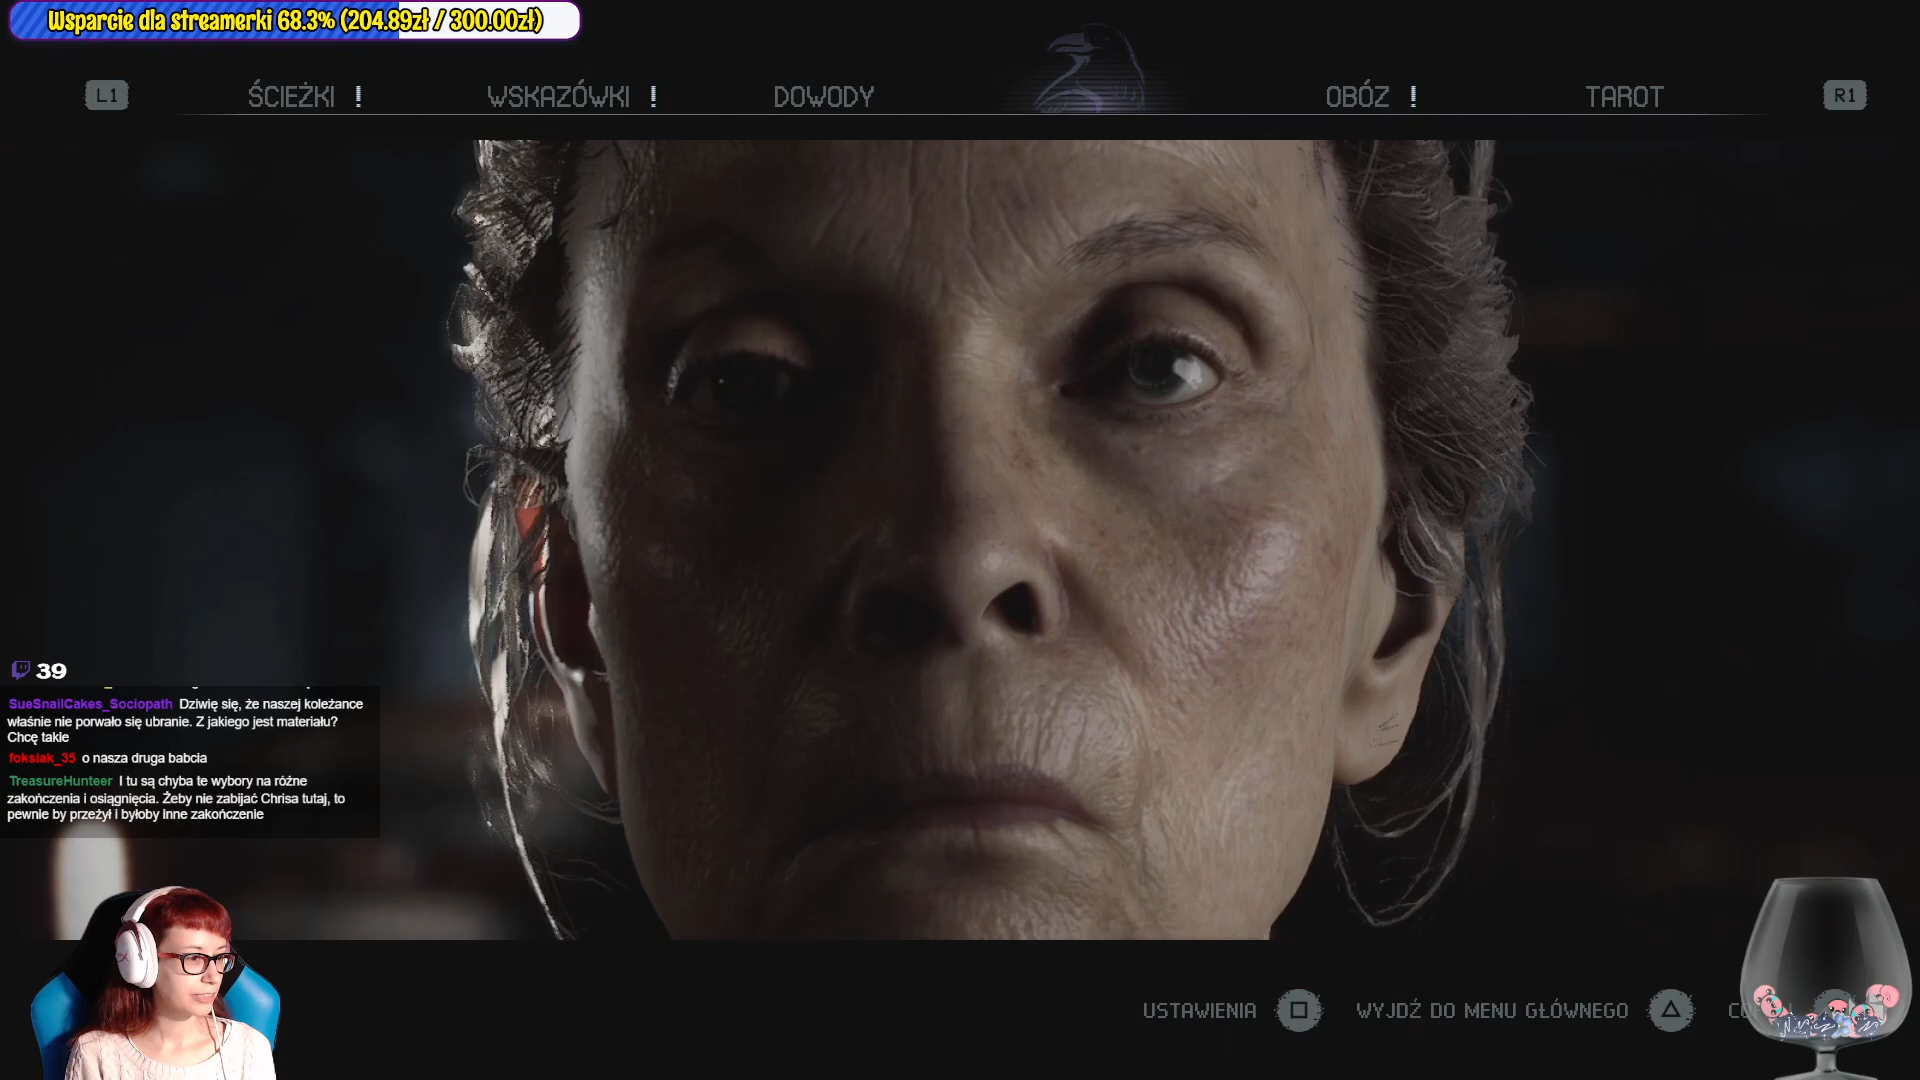 Wsparcie dla streamerki 68.3% (204.89zł / 300.00zł)
L1 ŚCIEŻKI ! WSKAZÓWKI ! DOWODY OBÓZ ! TAROT R1
39
SueSnailCakes_Sociopath Dziwię się, że naszej koleżance
właśnie nie porwało się ubranie. Z jakiego jest materiału?
Chcę takie
foksiak_35 o nasza druga babcia
TreasureHunteer I tu są chyba te wybory na różne
zakończenia i osiągnięcia. Żeby nie zabijać Chrisa tutaj, to
pewnie by przeżył i byłoby inne zakończenie
USTAWIENIA WYJDŹ DO MENU GŁÓWNEGO